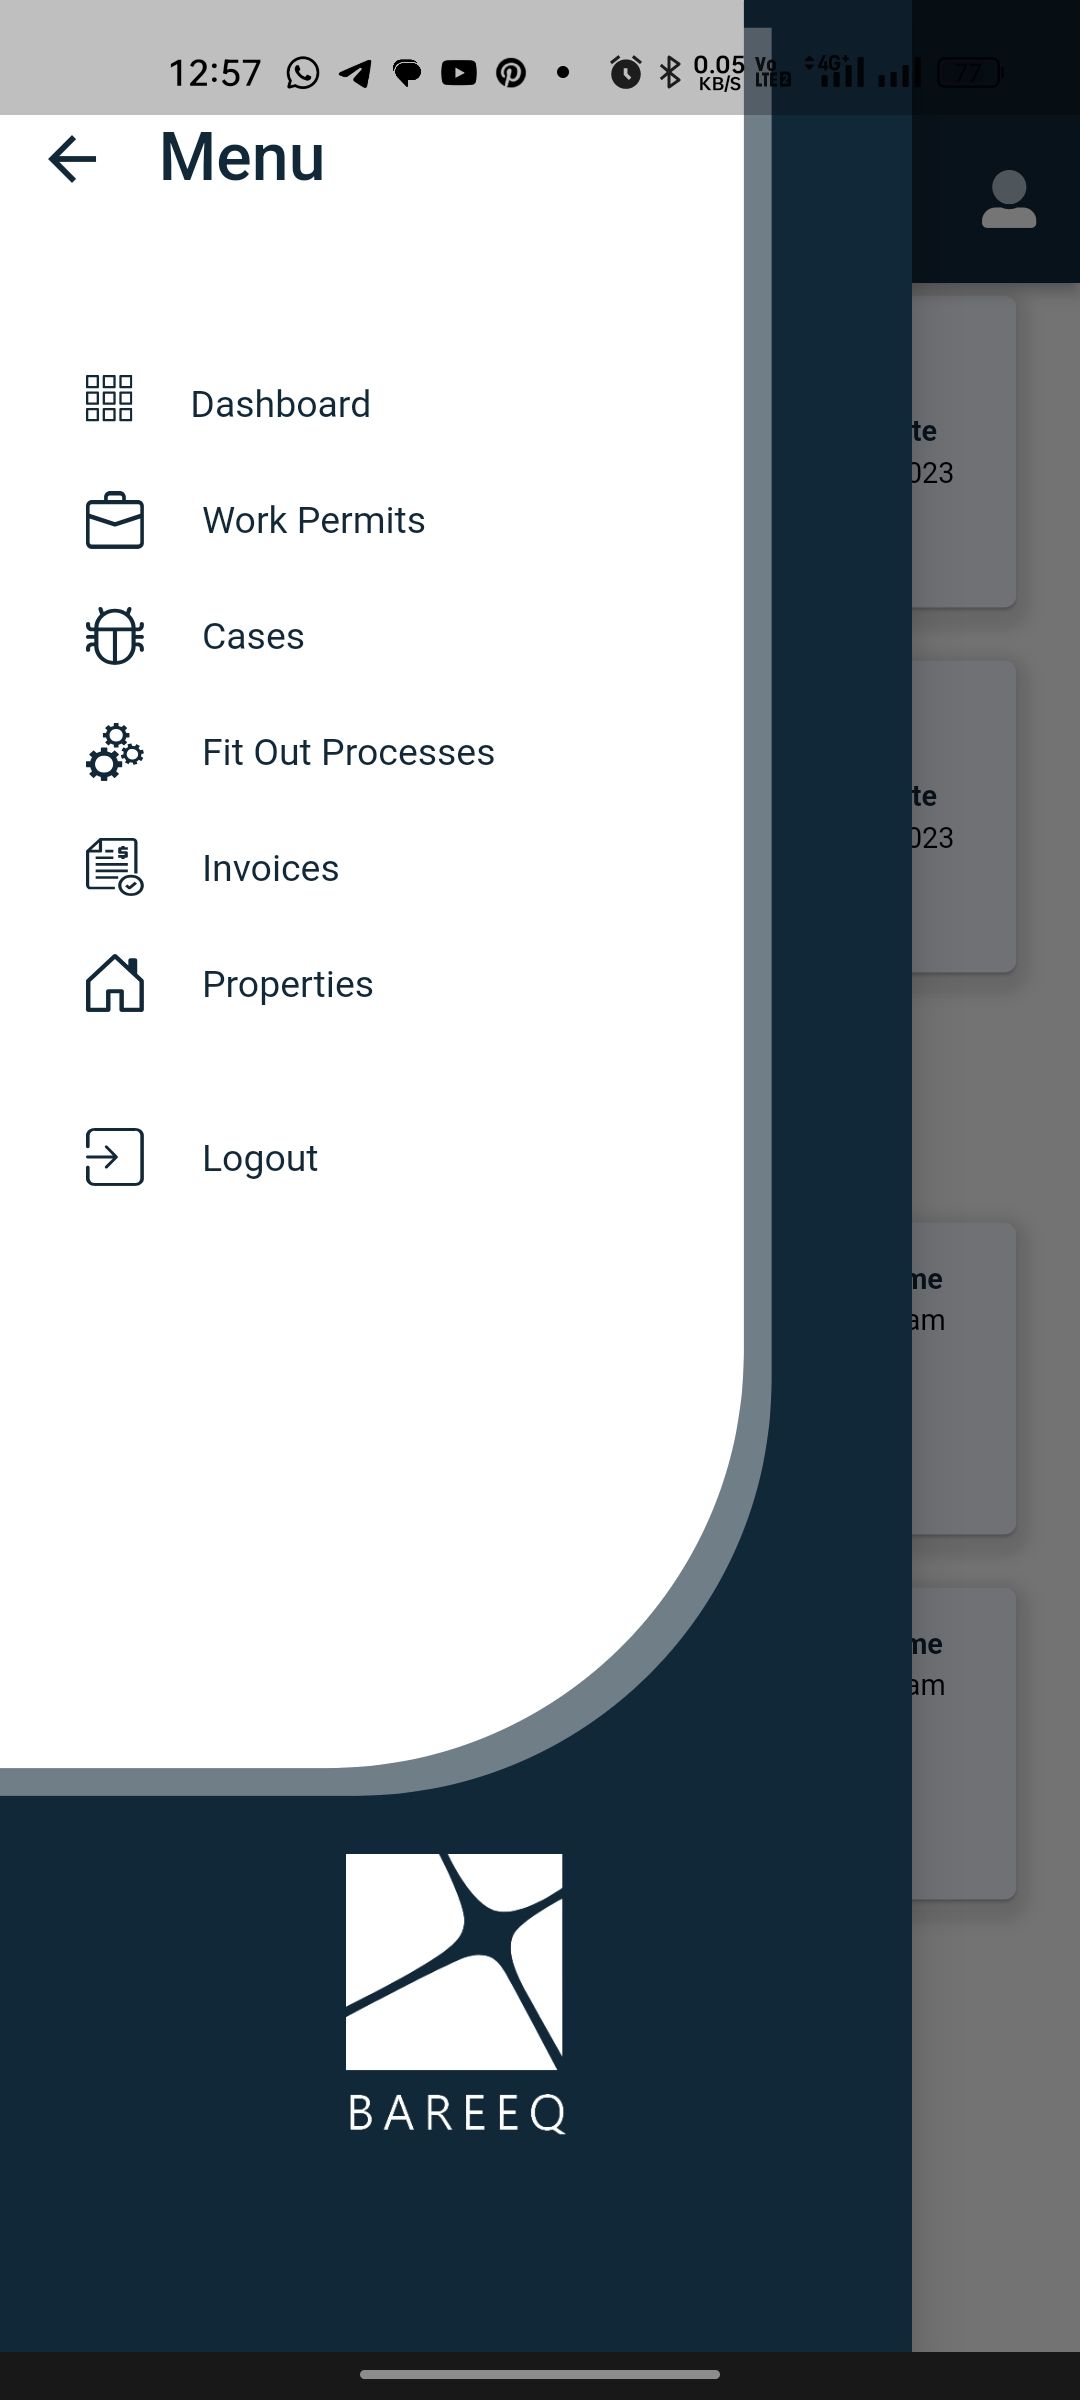 12:57
0.05
KB/S
Vo
LTE 2
4G+
77
Menu
Dashboard
Work Permits
Cases
Fit Out Processes
Invoices
Properties
Logout
te
023
te
023
me
am
me
am
BAREEQ